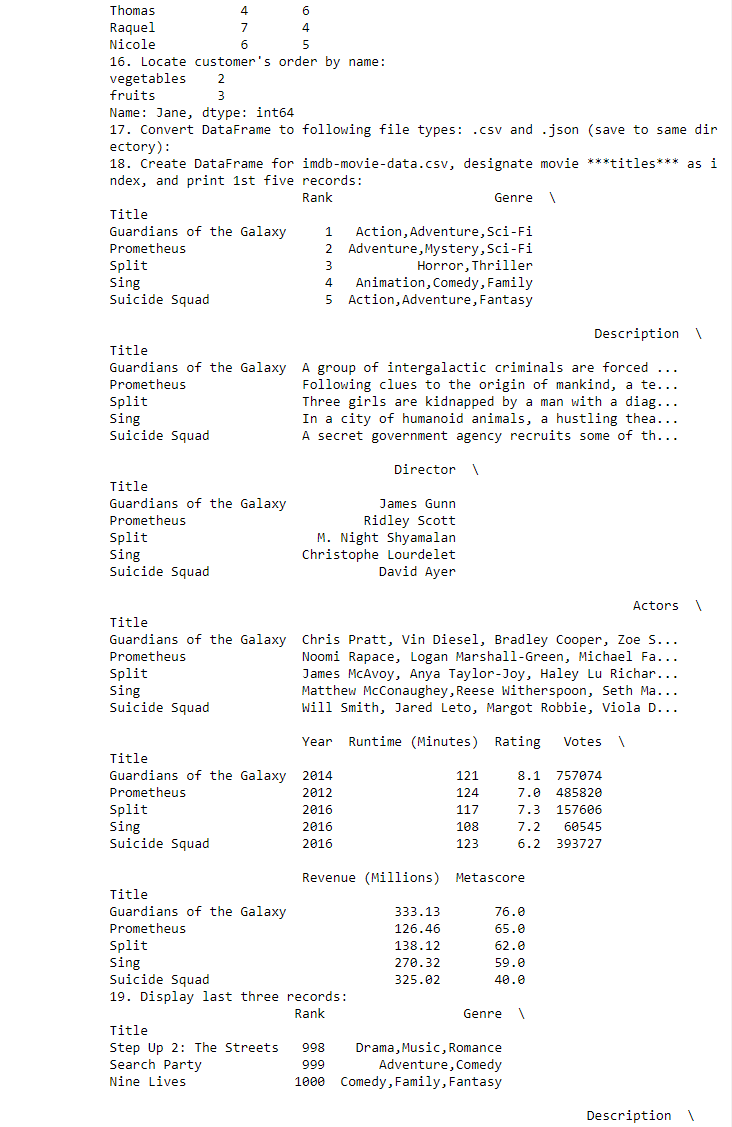 Thomas           4       6
Raquel           7       4
Nicole           6       5
16. Locate customer's order by name:
vegetables    2
fruits        3
Name: Jane, dtype: int64
17. Convert DataFrame to following file types: .csv and .json (save to same dir
ectory):
18. Create DataFrame for imdb-movie-data.csv, designate movie ***titles*** as i
ndex, and print 1st five records:
                         Rank                     Genre  \
Title
Guardians of the Galaxy     1   Action,Adventure,Sci-Fi
Prometheus                  2  Adventure,Mystery,Sci-Fi
Split                       3           Horror,Thriller
Sing                        4   Animation,Comedy,Family
Suicide Squad               5  Action,Adventure,Fantasy
                                                               Description  \
Title
Guardians of the Galaxy  A group of intergalactic criminals are forced ...
Prometheus               Following clues to the origin of mankind, a te...
Split                    Three girls are kidnapped by a man with a diag...
Sing                     In a city of humanoid animals, a hustling thea...
Suicide Squad            A secret government agency recruits some of th...
                                     Director  \
Title
Guardians of the Galaxy            James Gunn
Prometheus                       Ridley Scott
Split                      M. Night Shyamalan
Sing                     Christophe Lourdelet
Suicide Squad                      David Ayer
                                                                    Actors  \
Title
Guardians of the Galaxy  Chris Pratt, Vin Diesel, Bradley Cooper, Zoe S...
Prometheus               Noomi Rapace, Logan Marshall-Green, Michael Fa...
Split                    James McAvoy, Anya Taylor-Joy, Haley Lu Richar...
Sing                     Matthew McConaughey,Reese Witherspoon, Seth Ma...
Suicide Squad            Will Smith, Jared Leto, Margot Robbie, Viola D...
                         Year  Runtime (Minutes)  Rating   Votes  \
Title
Guardians of the Galaxy  2014                121     8.1  757074
Prometheus               2012                124     7.0  485820
Split                    2016                117     7.3  157606
Sing                     2016                108     7.2   60545
Suicide Squad            2016                123     6.2  393727
                         Revenue (Millions)  Metascore
Title
Guardians of the Galaxy              333.13       76.0
Prometheus                           126.46       65.0
Split                                138.12       62.0
Sing                                 270.32       59.0
Suicide Squad                        325.02       40.0
19. Display last three records:
                        Rank                  Genre  \
Title
Step Up 2: The Streets   998    Drama,Music,Romance
Search Party             999       Adventure,Comedy
Nine Lives              1000  Comedy,Family,Fantasy
                                                              Description  \